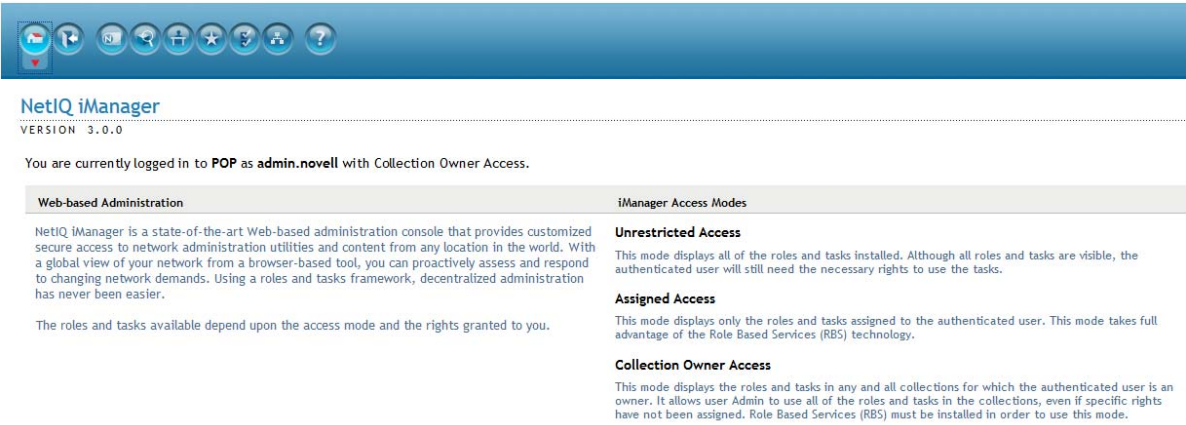 NetIQ iManager
VERSION 3.0.0
You are currently logged in to POP as admin.novell with Collection Owner Access.
Web-based Administration
NetIQ iManager is a state-of-the-art Web-based administration console that provides customized
secure access to network administration utilities and content from any location in the world. With
a global view of your network from a browser-based tool, you can proactively assess and respond
to changing network demands. Using a roles and tasks framework, decentralized administration
has never been easier.
The roles and tasks available depend upon the access mode and the rights granted to you.
iManager Access Modes
Unrestricted Access
This mode displays all of the roles and tasks installed. Although all roles and tasks are visible, the
authenticated user will still need the necessary rights to use the tasks.
Assigned Access
This mode displays only the roles and tasks assigned to the authenticated user. This mode takes full
advantage of the Role Based Services (RBS) technology.
Collection Owner Access
This mode displays the roles and tasks in any and all collections for which the authenticated user is an
owner. It allows user Admin to use all of the roles and tasks in the collections, even if specific rights
have not been assigned. Role Based Services (RBS) must be installed in order to use this mode.